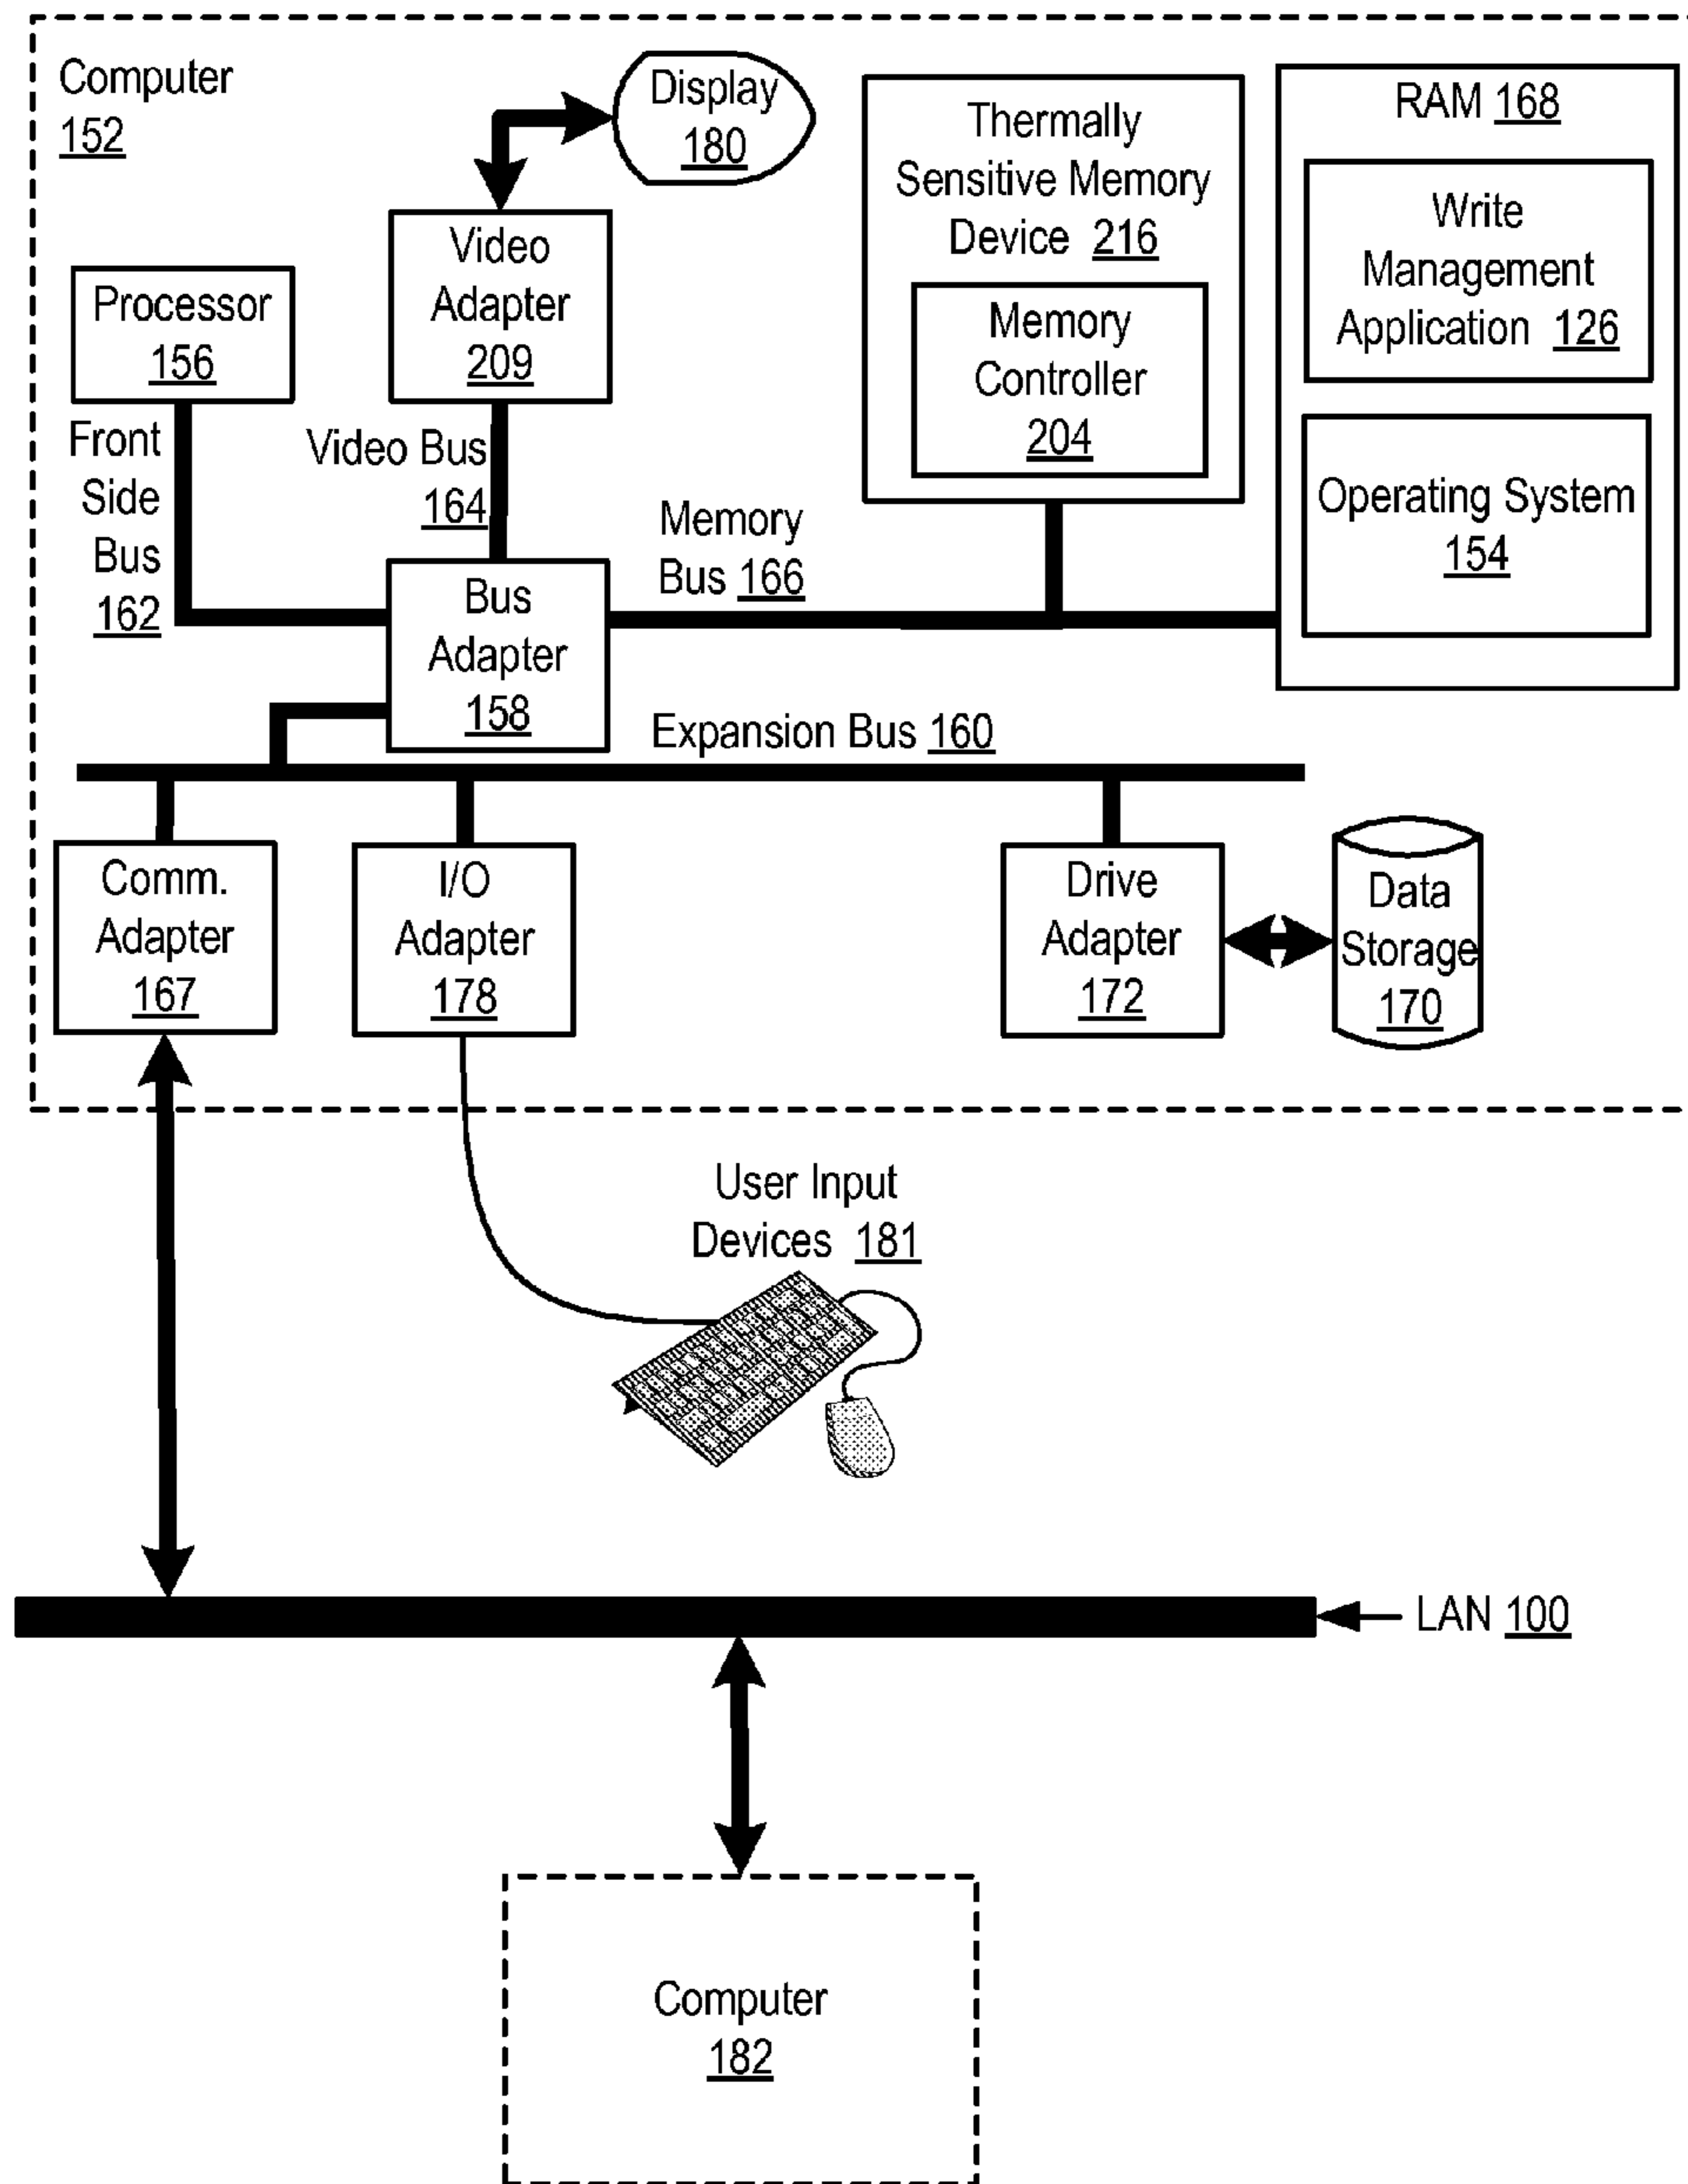 Computer
152
Display
180
Thermally
Sensitive Memory
Device 216
Memory
Controller
204
RAM 168
Write
Management
Application 126
Operating System
154
Video
Adapter
209
Processor
156
Front
Side
Bus
162
Video Bus
164
Memory
Bus 166
Bus
Adapter
158
Expansion Bus 160
Comm.
Adapter
167
I/O
Adapter
178
Drive
Adapter
172
Data
Storage
170
User Input
Devices 181
LAN 100
Computer
182